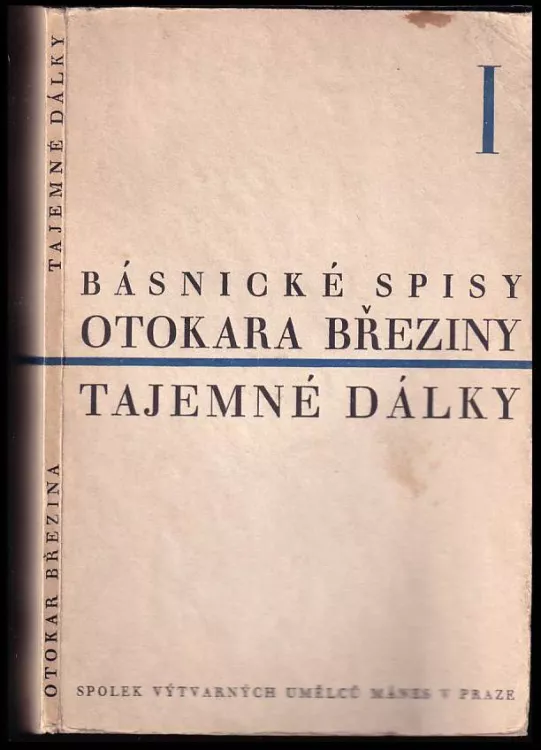 TAJEMNÉ DÁLKY
OTOKAR BŘEZINA
I
BÁSNICKÉ SPISY
OTOKARA BŘEZINY
TAJEMNÉ DÁLKY
SPOLEK VÝTVARNÝCH UMĚLCŮ MÁNES V PRAZE